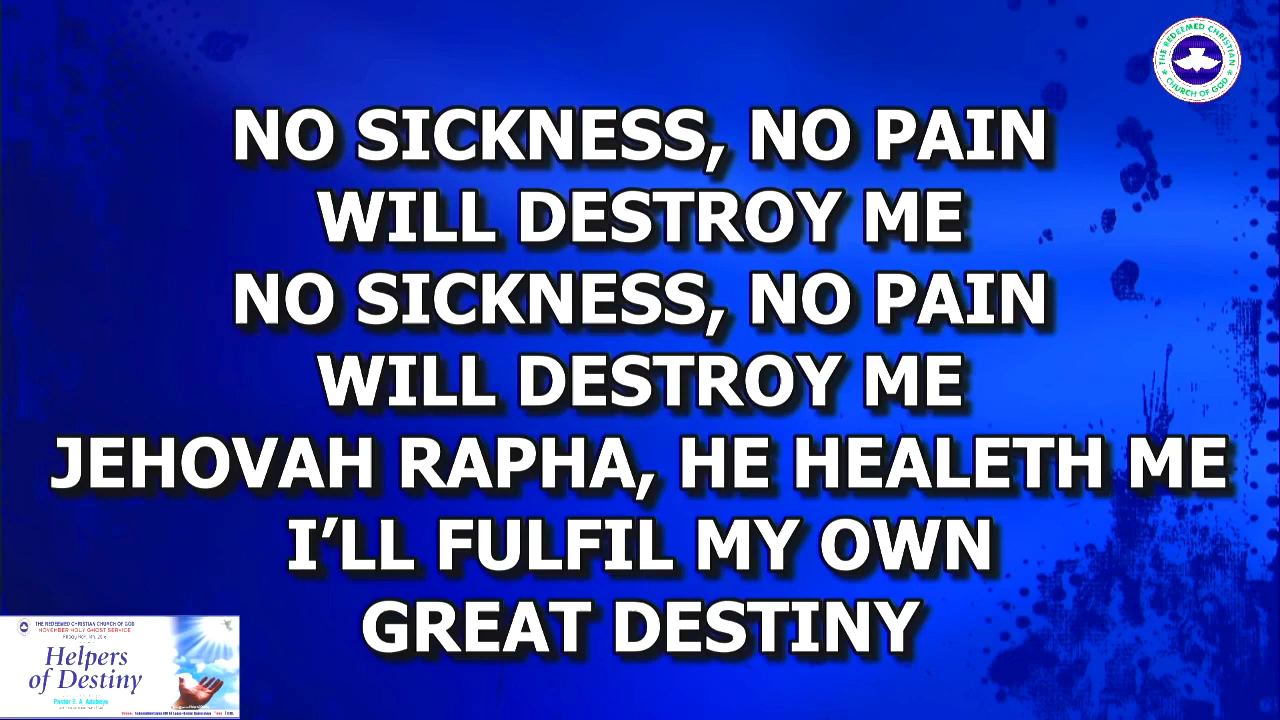 THE REDEEMED CHRISTIAN
CHURCH OF GOD
NO SICKNESS, NO PAIN
WILL DESTROY ME
NO SICKNESS, NO PAIN
WILL DESTROY ME
JEHOVAH RAPHA, HE HEALETH ME
I’LL FULFIL MY OWN
GREAT DESTINY
THE REDEEMED CHRISTIAN CHURCH OF GOD
NOVEMBER HOLY GHOST SERVICE
Helpers
of Destiny
Pastor E. A.